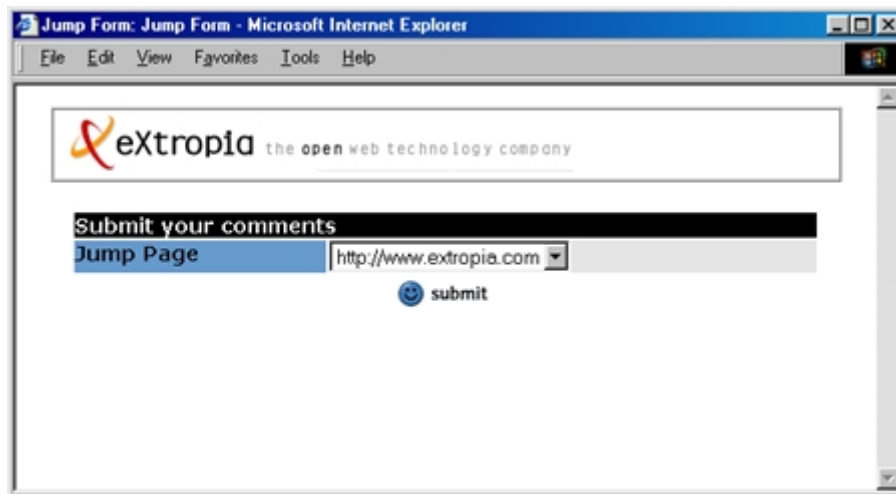 Jump Form: Jump Form - Microsoft Internet Explorer
File Edit View Favorites Tools Help
eXtropia the open web technology company
Submit your comments
Jump Page http://www.extropia.com
submit